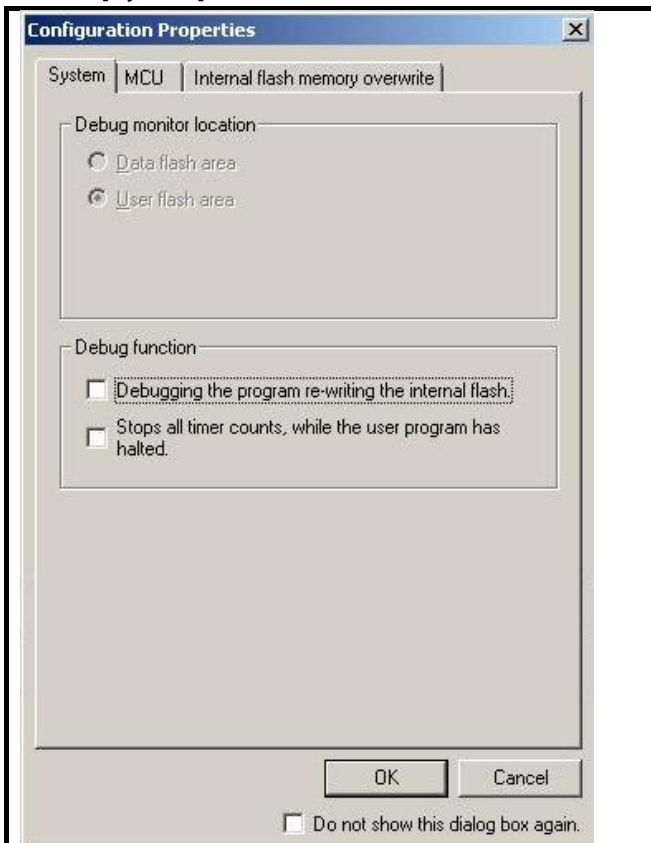 Configuration Properties
System MCU Internal flash memory overwrite
Debug monitor location
Data flash area
User flash area
Debug function
Debugging the program re-writing the internal flash.
Stops all timer counts, while the user program has
halted.
OK Cancel
Do not show this dialog box again.